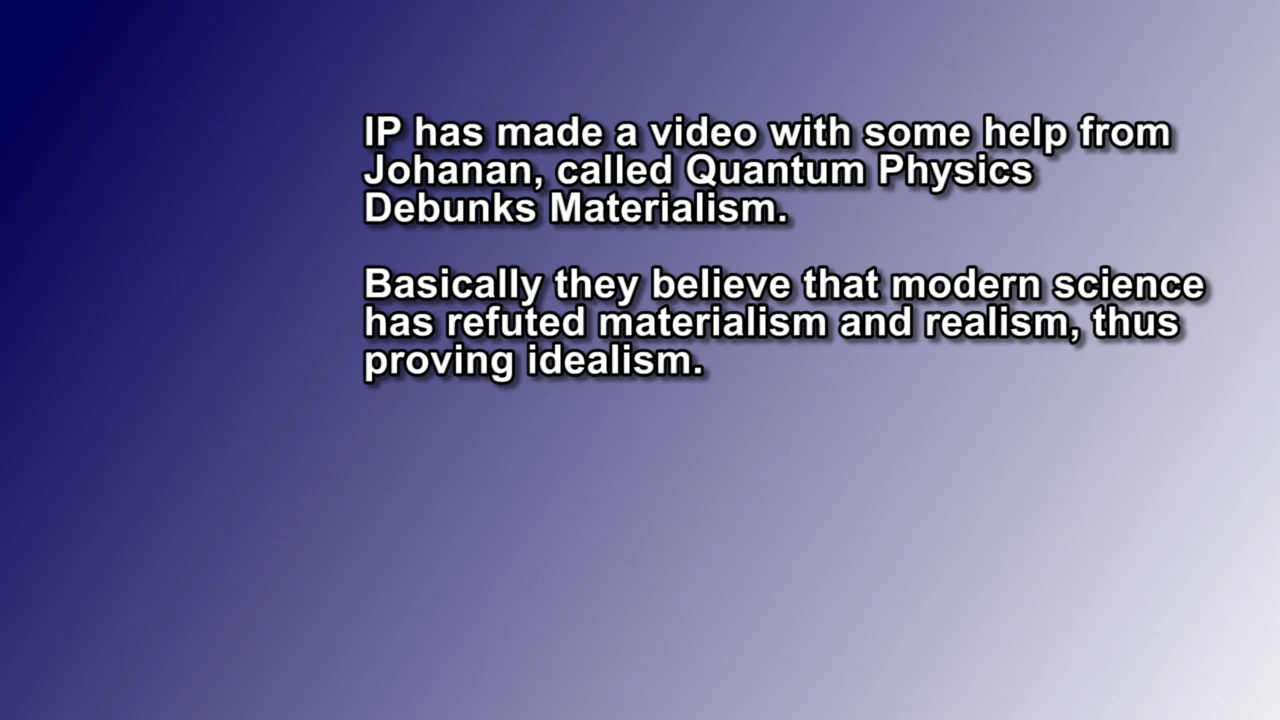 IP has made a video with some help from
Johanan, called Quantum Physics
Debunks Materialism.
Basically they believe that modern science
has refuted materialism and realism, thus
proving idealism.